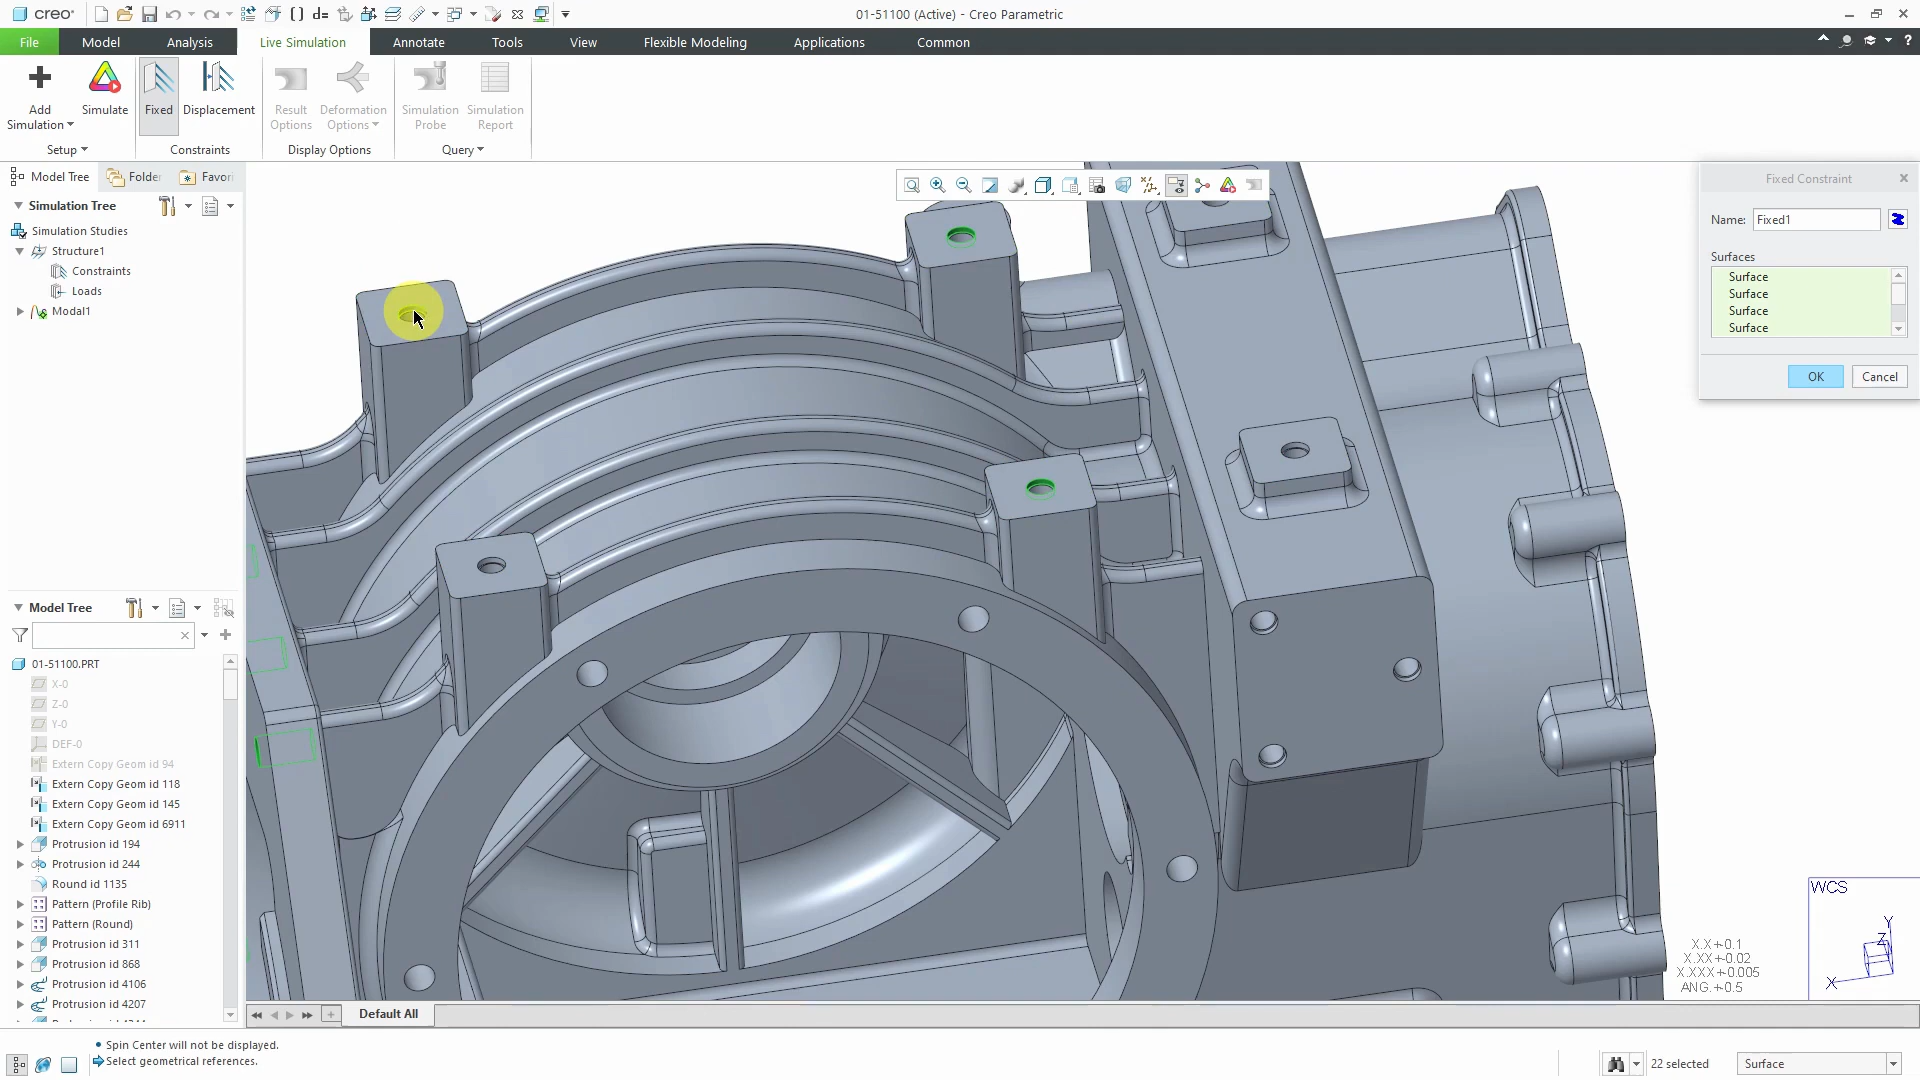 creo
01-51100 (Active) - Creo Parametric
File Model Analysis Live Simulation Annotate Tools View Flexible Modeling Applications Common
Add Simulation
Simulate
Fixed
Displacement
Result Options
Deformation Options
Simulation Probe
Simulation Report
Setup Constraints Display Options Query
Model Tree Folder Favori
Simulation Tree
Simulation Studies
Structure1
Constraints
Loads
Modal1
Fixed Constraint
Name: Fixed1
Surfaces
Surface
Surface
Surface
Surface
OK Cancel
Model Tree
01-51100.PRT
X-0
Z-0
Y-0
DEF-0
Extern Copy Geom id 94
Extern Copy Geom id 118
Extern Copy Geom id 145
Extern Copy Geom id 6911
Protrusion id 194
Protrusion id 244
Round id 1135
Pattern (Profile Rib)
Pattern (Round)
Protrusion id 311
Protrusion id 868
Protrusion id 4106
Protrusion id 4207
WCS
Y
Z
X
X.X+-0.1
X.XX+-0.02
X.XXX+-0.005
ANG.+-0.5
Default All
Spin Center will not be displayed.
Select geometrical references.
22 selected
Surface